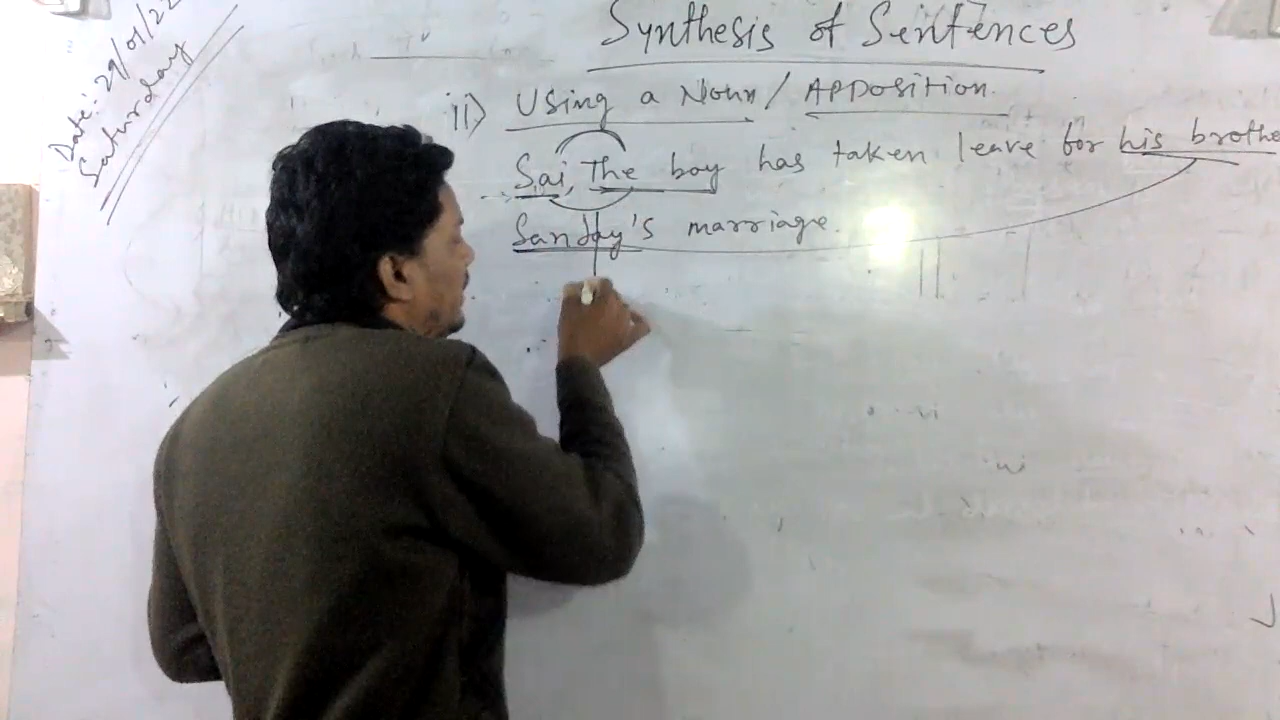 Date: 29/01/22
Saturday
Synthesis of Sentences
ii) Using a Noun / APPOSITION.
Sai, The boy has taken leave for his brothe
Sanday's marriage.